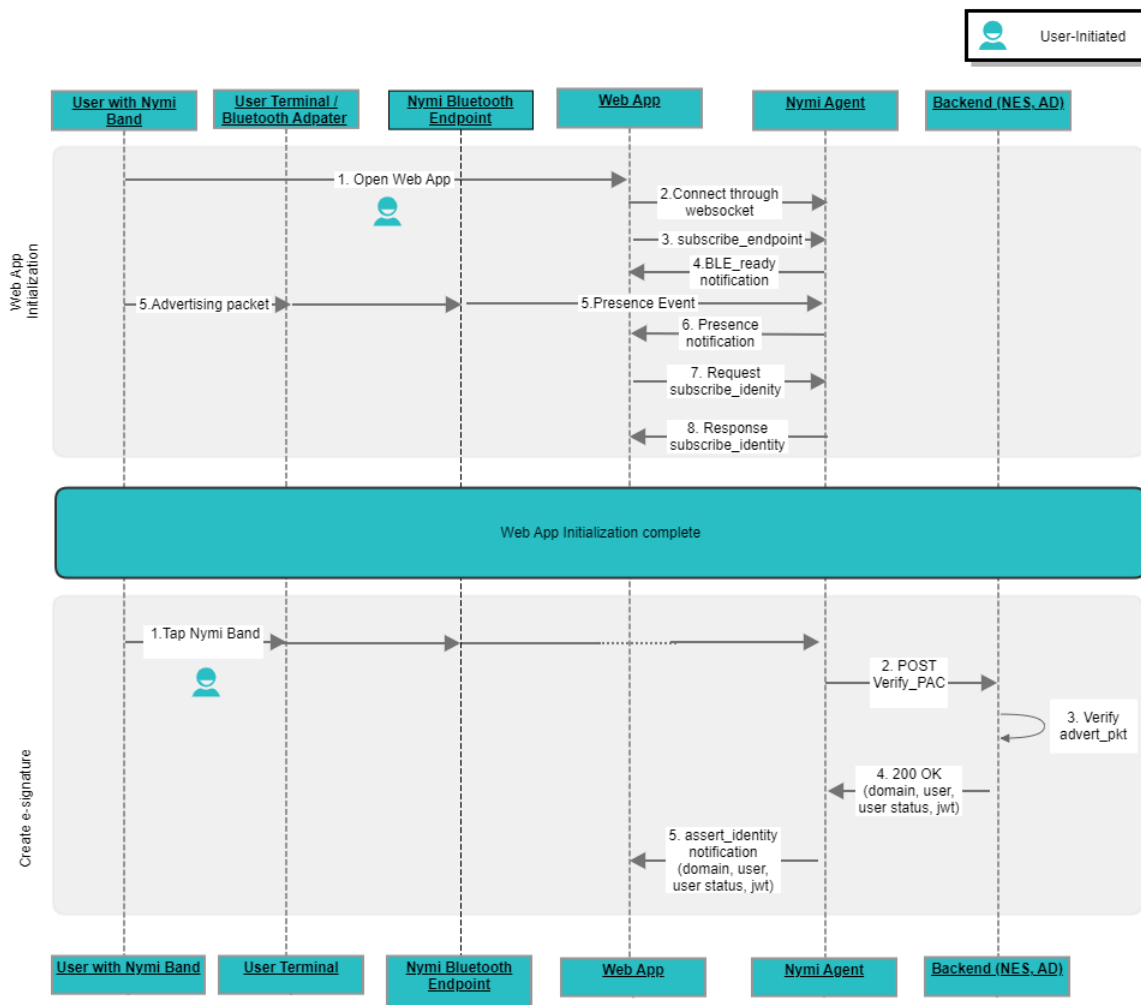 User-Initiated
User with Nymi
Band
User Terminal /
Bluetooth Adpater
Nymi Bluetooth
Endpoint
Web App
Nymi Agent
Backend (NES, AD)
Web App
Initialization
1. Open Web App
2.Connect through
websocket
3. subscribe_endpoint
4.BLE_ready
notification
5.Advertising packet
5.Presence Event
6. Presence
notification
7. Request
subscribe_idenity
8. Response
subscribe_identity
Web App Initialization complete
Create e-signature
1.Tap Nymi Band
2. POST
Verify_PAC
3. Verify
advert_pkt
4. 200 OK
(domain, user,
user status, jwt)
5. assert_identity
notification
(domain, user,
user status, jwt)
User with Nymi Band
User Terminal
Nymi Bluetooth
Endpoint
Web App
Nymi Agent
Backend (NES, AD)